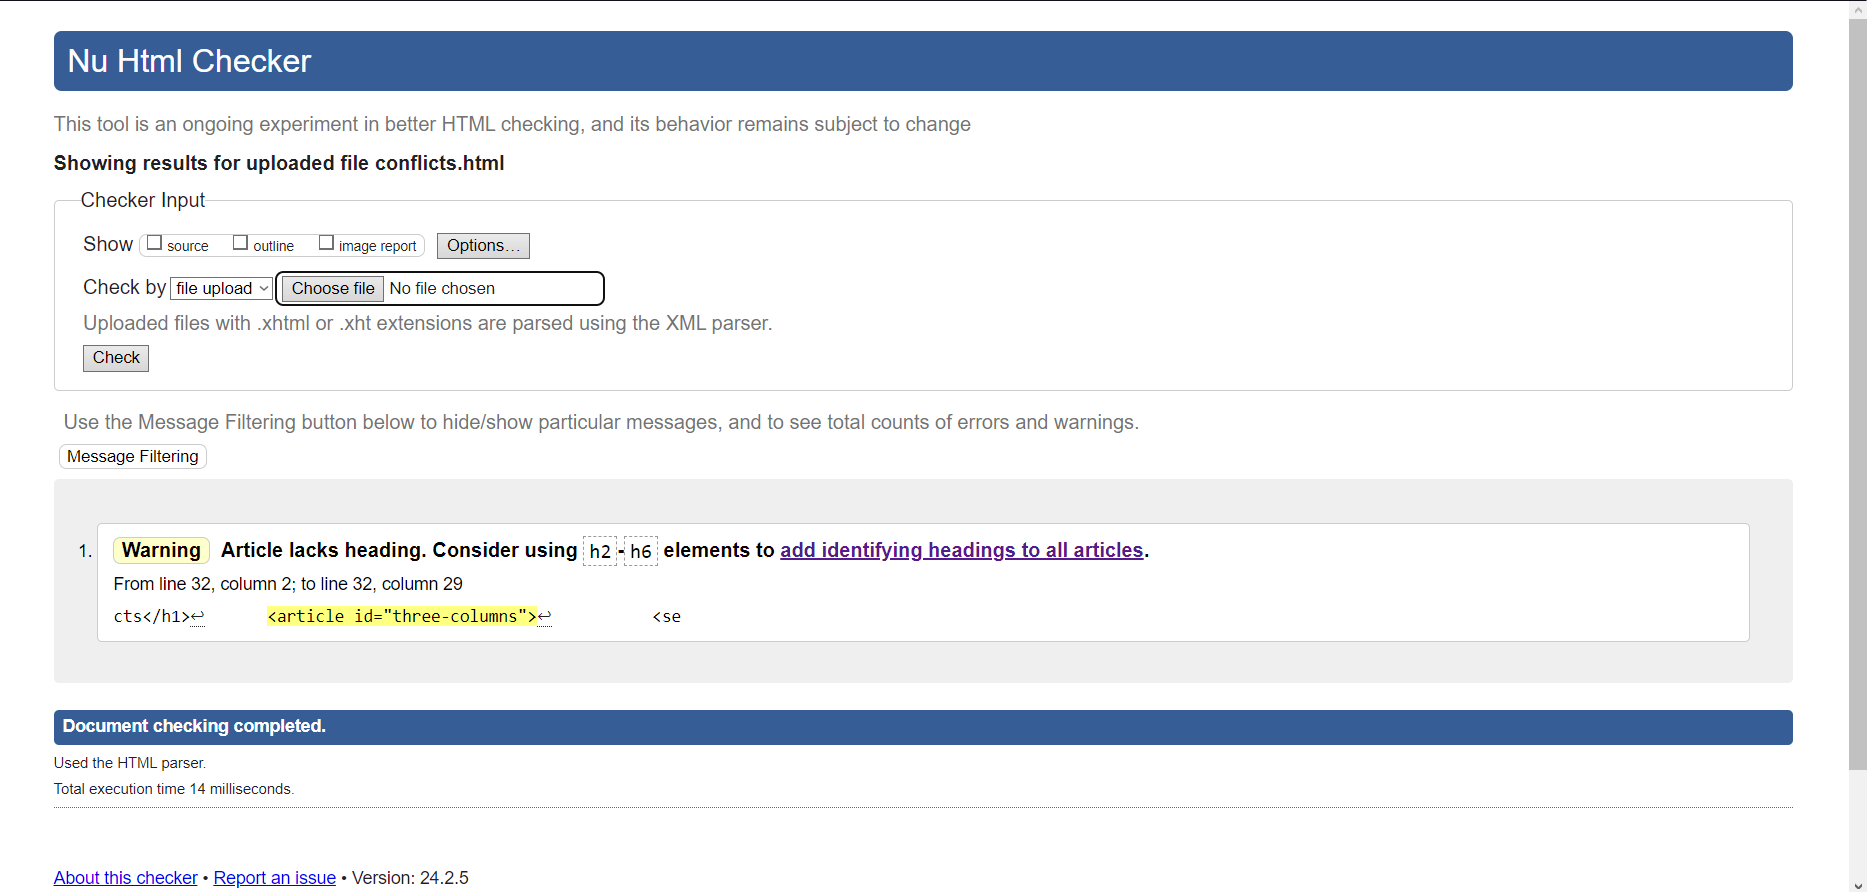 Nu Html Checker
This tool is an ongoing experiment in better HTML checking, and its behavior remains subject to change
Showing results for uploaded file conflicts.html
Checker Input
Show source outline image report Options…
Check by file upload Choose file No file chosen
Uploaded files with .xhtml or .xht extensions are parsed using the XML parser.
Check
Use the Message Filtering button below to hide/show particular messages, and to see total counts of errors and warnings.
Message Filtering
1. Warning Article lacks heading. Consider using h2-h6 elements to add identifying headings to all articles.
From line 32, column 2; to line 32, column 29
cts</h1>↩ <article id="three-columns">↩ <se
Document checking completed.
Used the HTML parser.
Total execution time 14 milliseconds.
About this checker • Report an issue • Version: 24.2.5